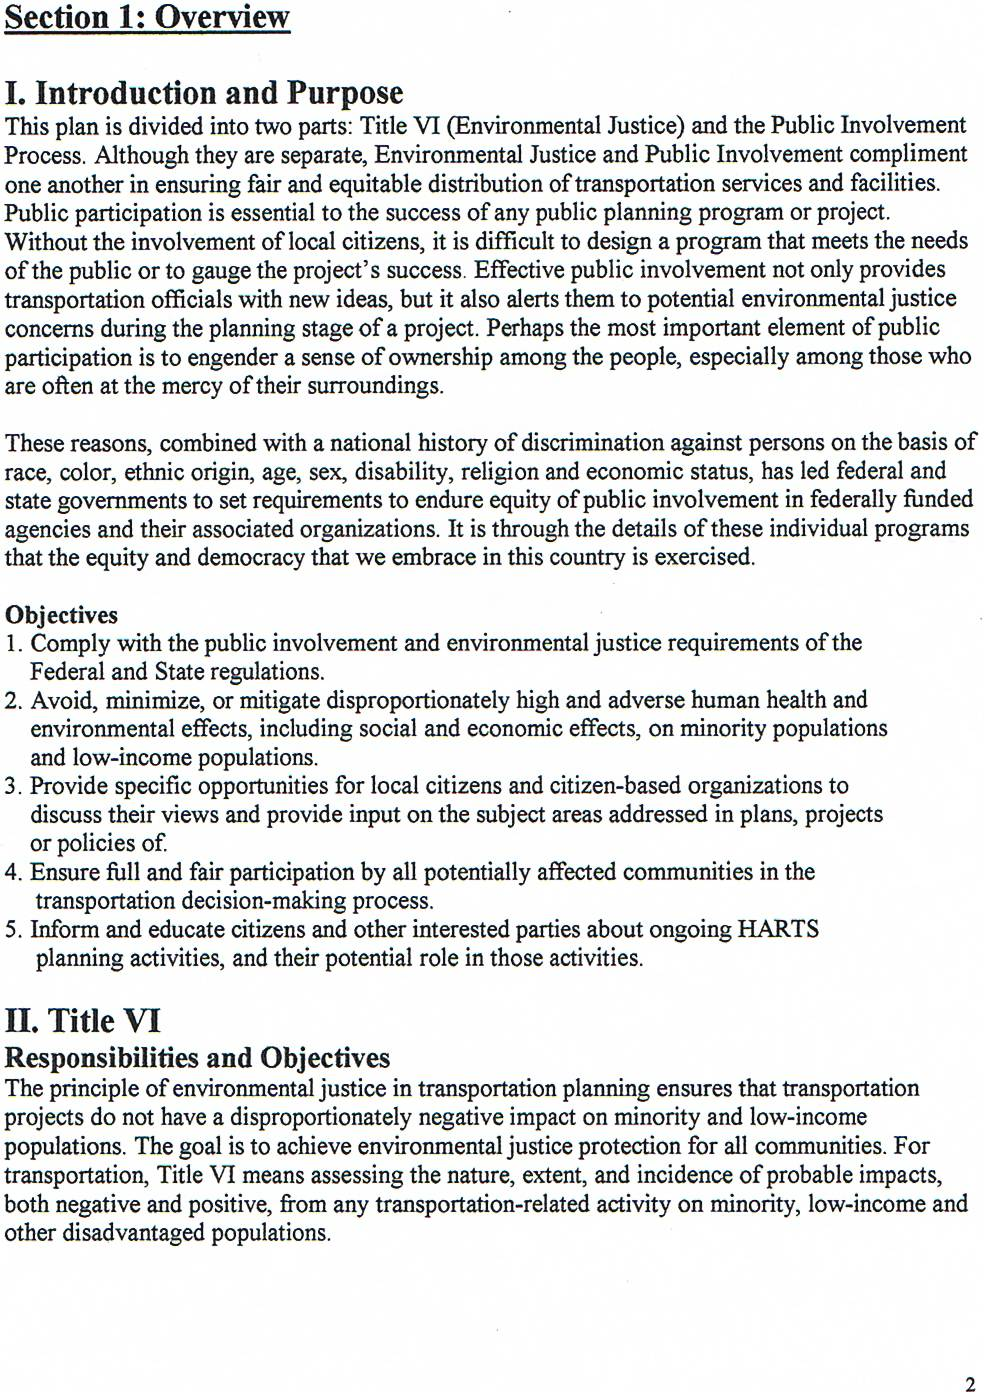 Section 1: Overview
I. Introduction and Purpose
This plan is divided into two parts: Title VI (Environmental Justice) and the Public Involvement
Process. Although they are separate, Environmental Justice and Public Involvement compliment
one another in ensuring fair and equitable distribution of transportation services and facilities.
Public participation is essential to the success of any public planning program or project.
Without the involvement of local citizens, it is difficult to design a program that meets the needs
of the public or to gauge the project's success. Effective public involvement not only provides
transportation officials with new ideas, but it also alerts them to potential environmental justice
concerns during the planning stage of a project. Perhaps the most important element of public
participation is to engender a sense of ownership among the people, especially among those who
are often at the mercy of their surroundings.
These reasons, combined with a national history of discrimination against persons on the basis of
race, color, ethnic origin, age, sex, disability, religion and economic status, has led federal and
state governments to set requirements to endure equity of public involvement in federally funded
agencies and their associated organizations. It is through the details of these individual programs
that the equity and democracy that we embrace in this country is exercised.
Objectives
1. Comply with the public involvement and environmental justice requirements of the
Federal and State regulations.
2. Avoid, minimize, or mitigate disproportionately high and adverse human health and
environmental effects, including social and economic effects, on minority populations
and low-income populations.
3. Provide specific opportunities for local citizens and citizen-based organizations to
discuss their views and provide input on the subject areas addressed in plans, projects
or policies of.
4. Ensure full and fair participation by all potentially affected communities in the
transportation decision-making process.
5. Inform and educate citizens and other interested parties about ongoing HARTS
planning activities, and their potential role in those activities.
II. Title VI
Responsibilities and Objectives
The principle of environmental justice in transportation planning ensures that transportation
projects do not have a disproportionately negative impact on minority and low-income
populations. The goal is to achieve environmental justice protection for all communities. For
transportation, Title VI means assessing the nature, extent, and incidence of probable impacts,
both negative and positive, from any transportation-related activity on minority, low-income and
other disadvantaged populations.
2